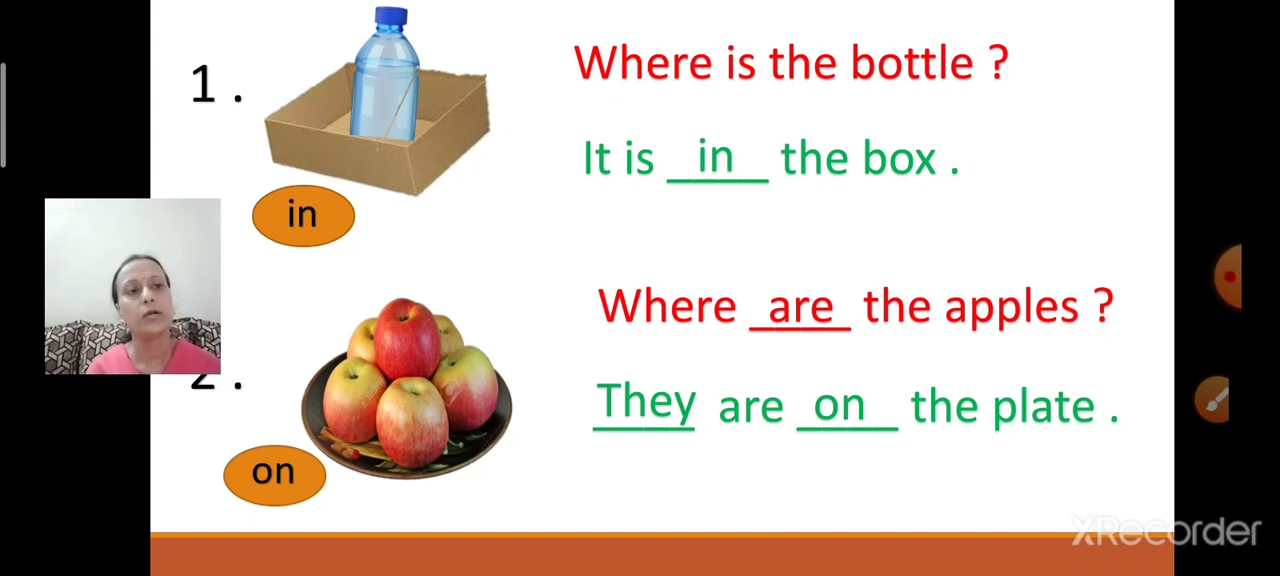 1 .
Where is the bottle ?
It is in the box .
in
2 .
Where are the apples ?
They are on the plate .
on
XRecorder